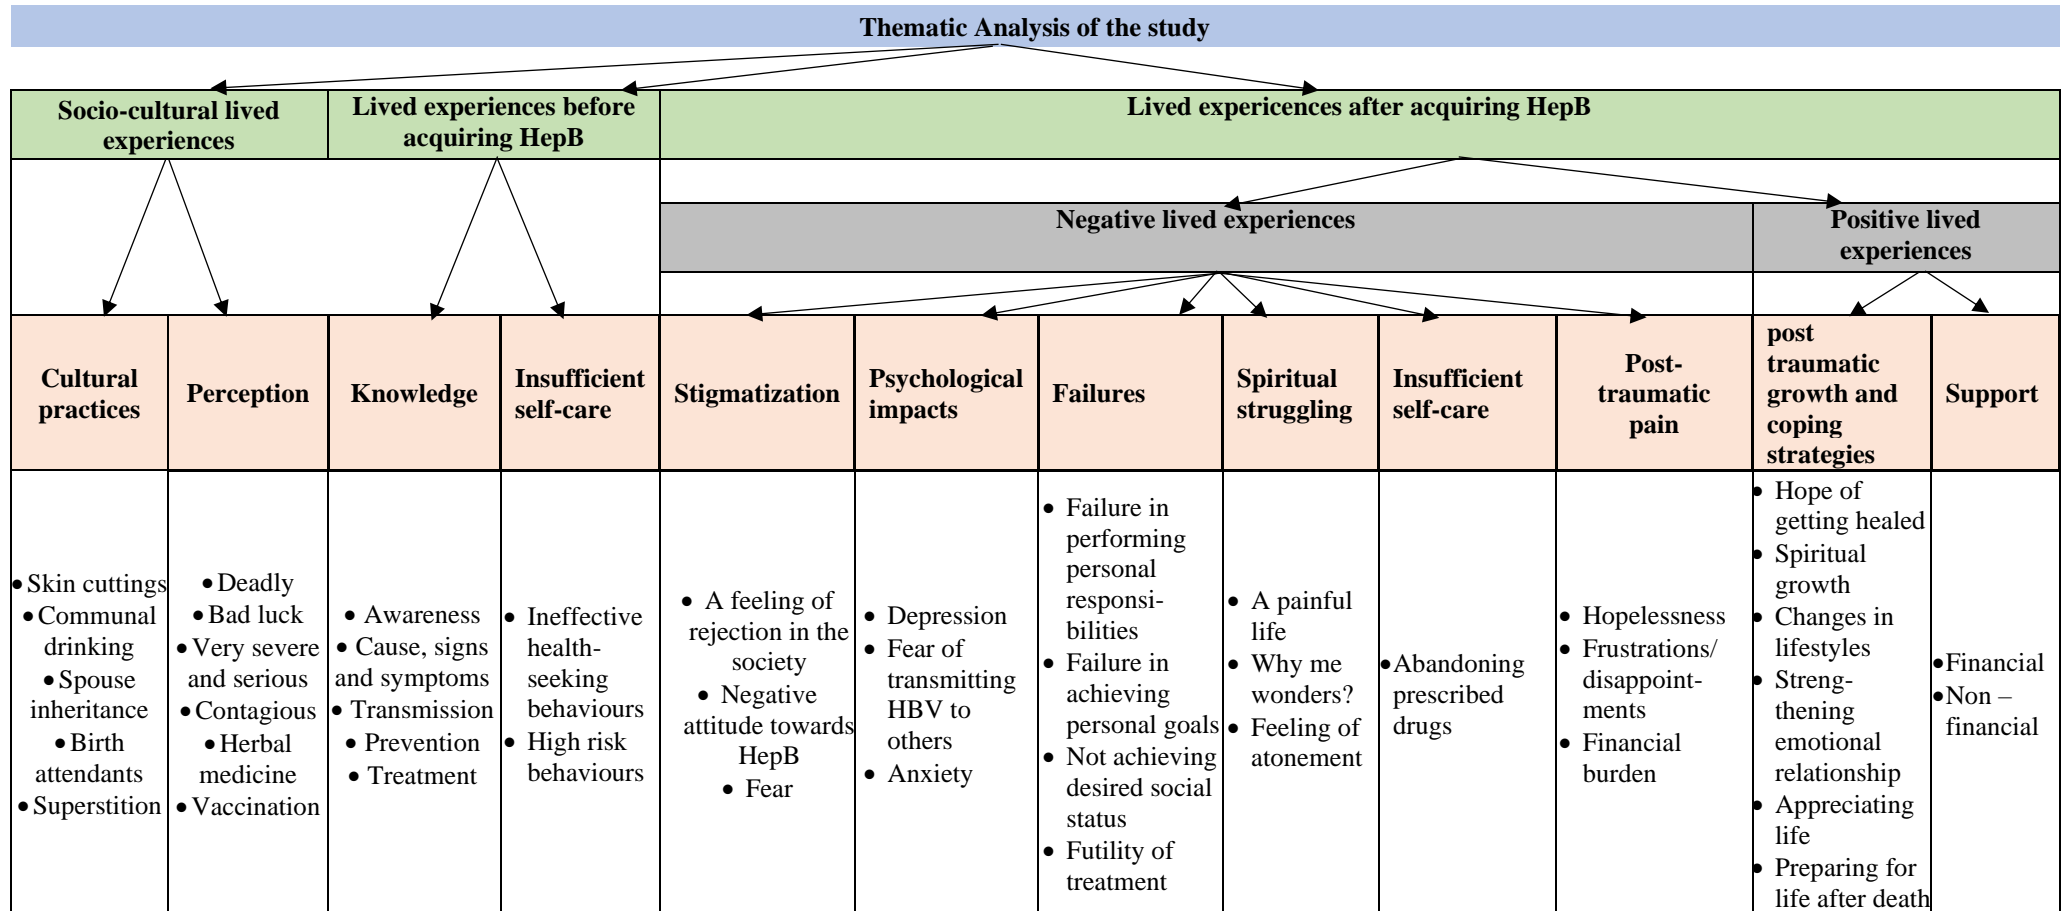 Thematic Analysis of the study
Socio-cultural lived
experiences
Lived experiences before
acquiring HepB
Lived expericences after acquiring HepB
Negative lived experiences
Positive lived
experiences
Cultural
practices
Perception
Knowledge
Insufficient
self-care
Stigmatization
Psychological
impacts
Failures
Spiritual
struggling
Insufficient
self-care
Post-
traumatic
pain
post
traumatic
growth and
coping
strategies
Support
• Skin cuttings
• Communal
drinking
• Spouse
inheritance
• Birth
attendants
• Superstition
• Deadly
• Bad luck
• Very severe
and serious
• Contagious
• Herbal
medicine
• Vaccination
• Awareness
• Cause, signs
and symptoms
• Transmission
• Prevention
• Treatment
• Ineffective
health-
seeking
behaviours
• High risk
behaviours
• A feeling of
rejection in the
society
• Negative
attitude towards
HepB
• Fear
• Depression
• Fear of
transmitting
HBV to
others
• Anxiety
• Failure in
performing
personal
responsi-
bilities
• Failure in
achieving
personal goals
• Not achieving
desired social
status
• Futility of
treatment
• A painful
life
• Why me
wonders?
• Feeling of
atonement
• Abandoning
prescribed
drugs
• Hopelessness
• Frustrations/
disappoint-
ments
• Financial
burden
• Hope of
getting healed
• Spiritual
growth
• Changes in
lifestyles
• Streng-
thening
emotional
relationship
• Appreciating
life
• Preparing for
life after death
• Financial
• Non –
financial